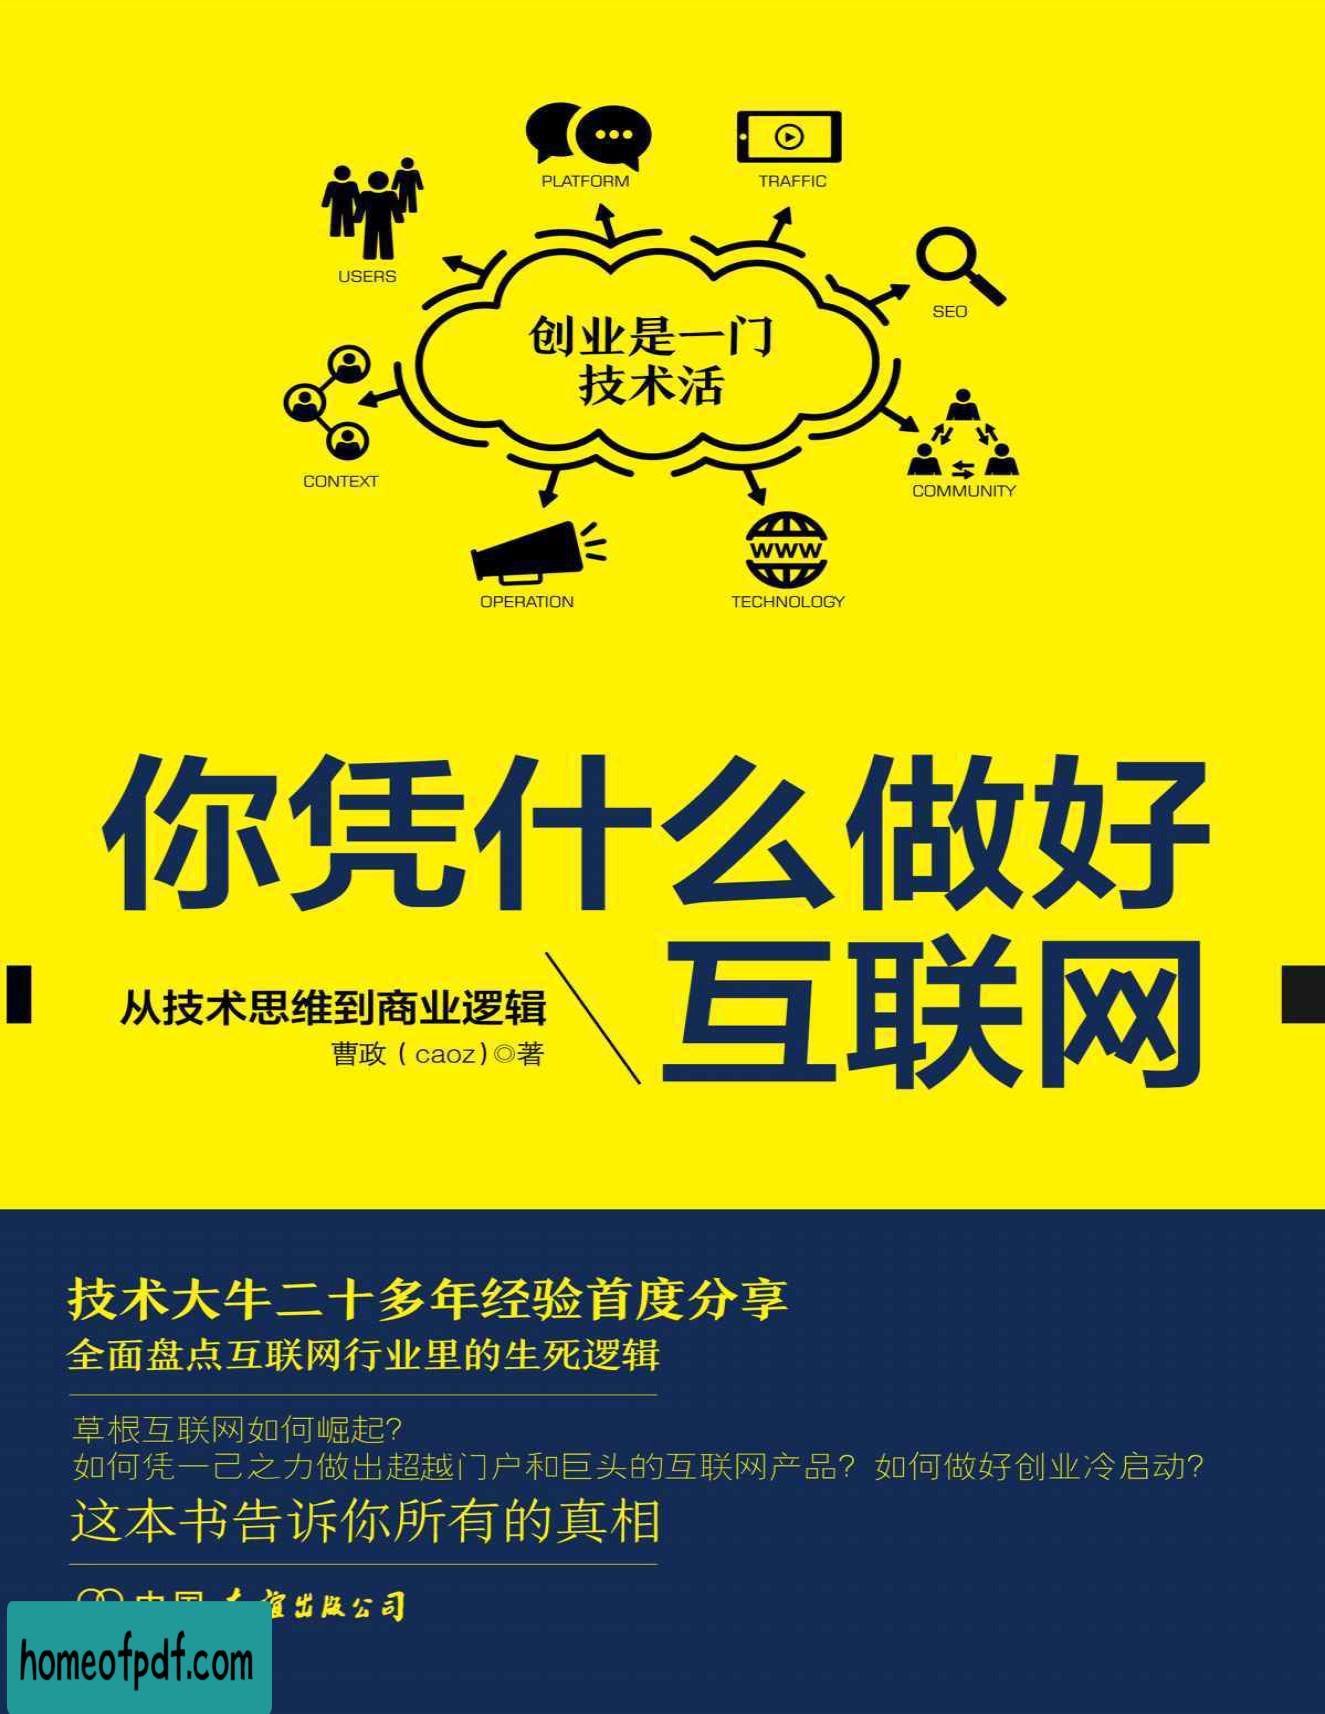 PLATFORM
TRAFFIC
USERS
SEO
创业是一门
技术活
CONTEXT
COMMUNITY
WWW
OPERATION
TECHNOLOGY
你凭什么做好
互联网
从技术思维到商业逻辑
曹政（caoz)◎著
技术大牛二十多年经验首度分享
全面盘点互联网行业里的生死逻辑
草根互联网如何崛起？
如何凭一己之力做出超越门户和巨头的互联网产品？如何做好创业冷启动？
这本书告诉你所有的真相
中国友谊出版公司
homeofpdf.com